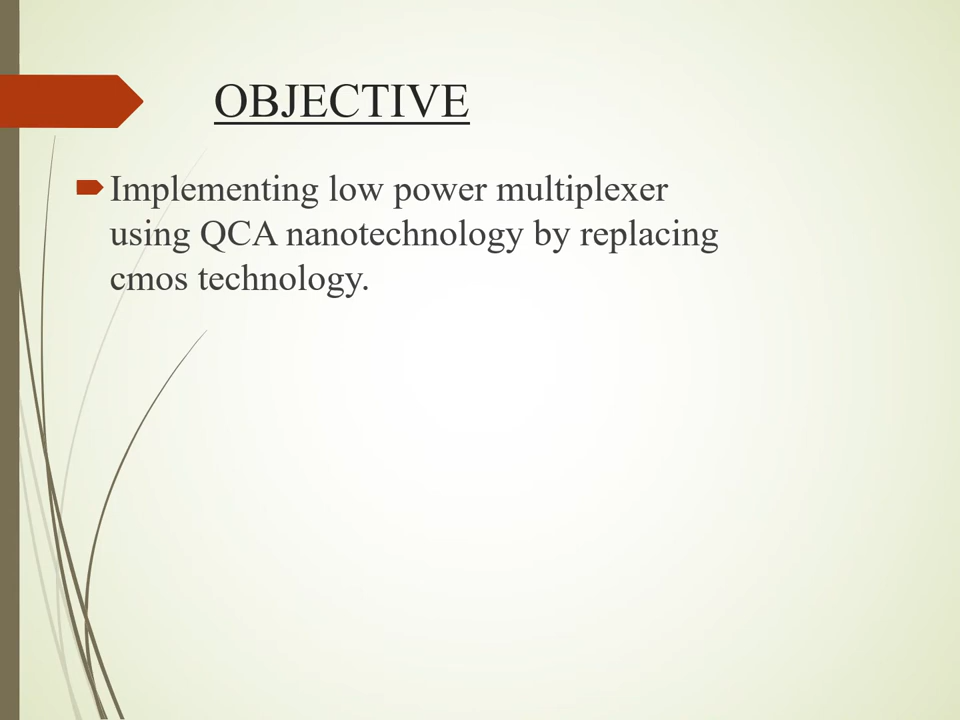 OBJECTIVE
Implementing low power multiplexer
using QCA nanotechnology by replacing
cmos technology.